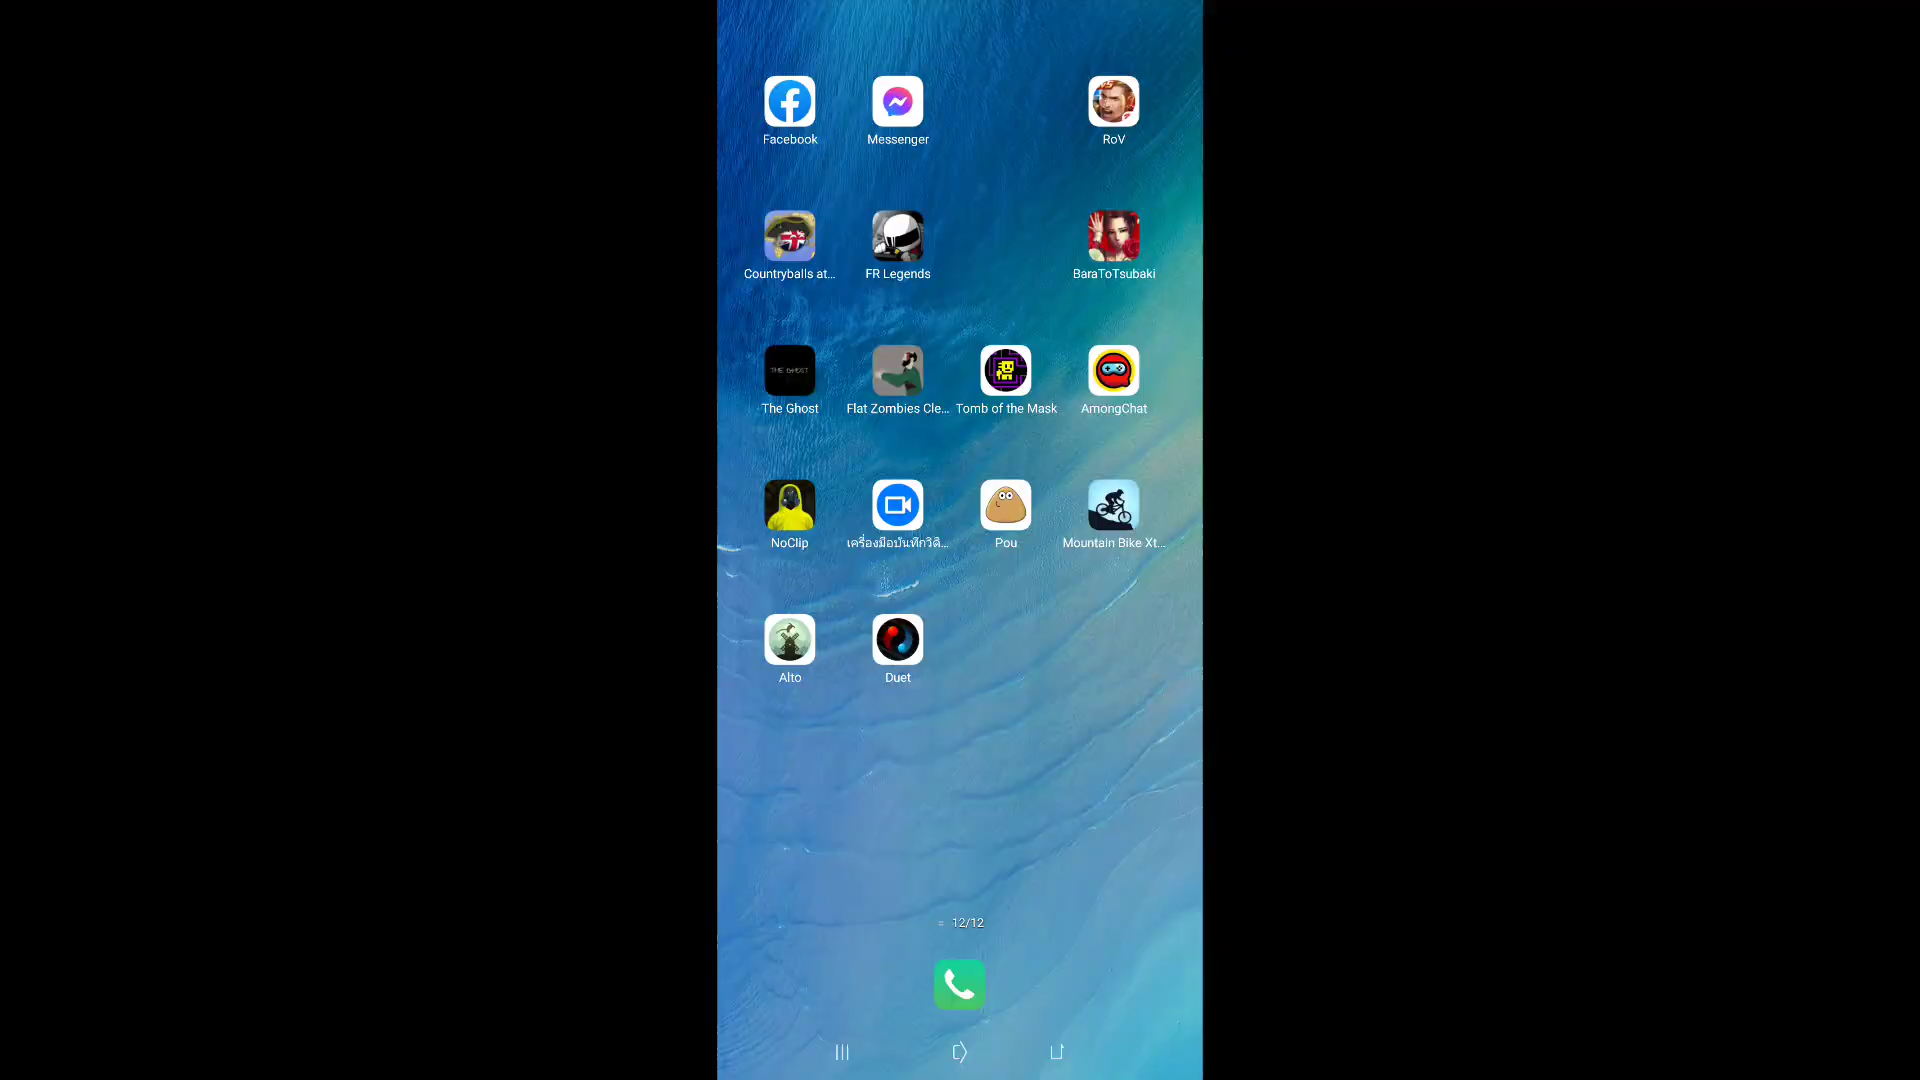 Facebook
Messenger
RoV
Countryballs at...
FR Legends
BaraToTsubaki
THE GHOST
The Ghost
Flat Zombies Cle...
Tomb of the Mask
AmongChat
NoClip
เครื่องมือบันทึกวิดี...
Pou
Mountain Bike Xt...
Alto
Duet
12/12